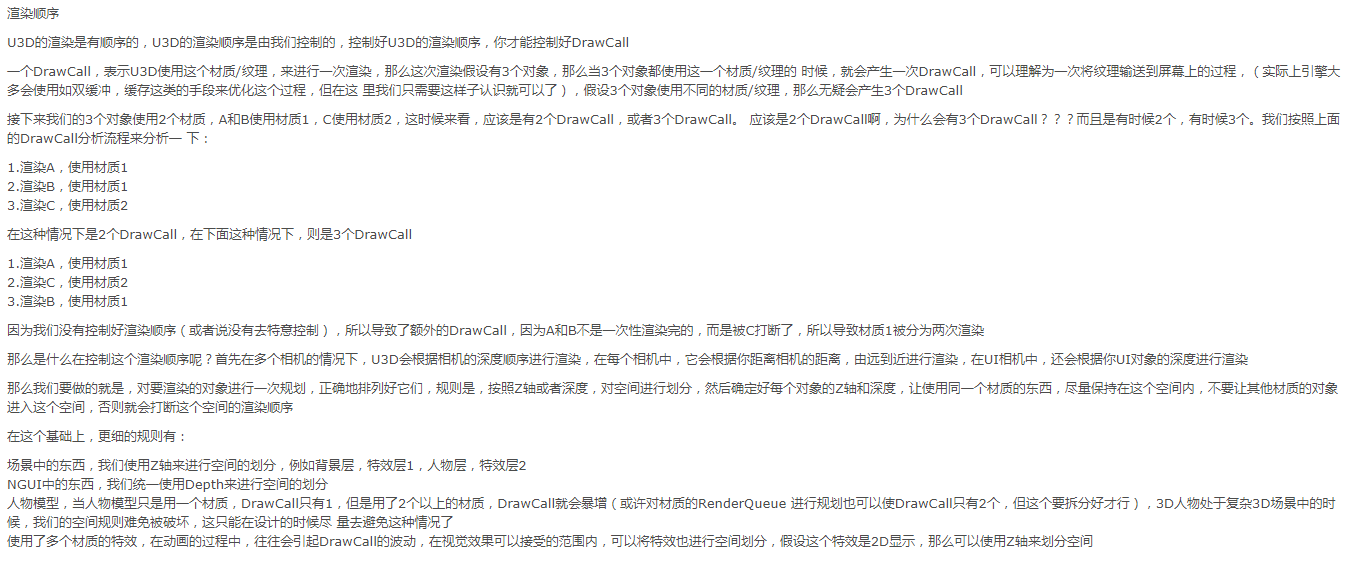 渲染顺序
U3D的渲染是有顺序的，U3D的渲染顺序是由我们控制的，控制好U3D的渲染顺序，你才能控制好DrawCall
一个DrawCall，表示U3D使用这个材质/纹理，来进行一次渲染，那么这次渲染假设有3个对象，那么当3个对象都使用这一个材质/纹理的 时候，就会产生一次DrawCall，可以理解为一次将纹理输送到屏幕上的过程，（实际上引擎大
多会使用如双缓冲，缓存这类的手段来优化这个过程，但在这 里我们只需要这样子认识就可以了），假设3个对象使用不同的材质/纹理，那么无疑会产生3个DrawCall
接下来我们的3个对象使用2个材质，A和B使用材质1，C使用材质2，这时候来看，应该是有2个DrawCall，或者3个DrawCall。 应该是2个DrawCall啊，为什么会有3个DrawCall？？？而且是有时候2个，有时候3个。我们按照上面
的DrawCall分析流程来分析一 下：
1.渲染A，使用材质1
2.渲染B，使用材质1
3.渲染C，使用材质2
在这种情况下是2个DrawCall，在下面这种情况下，则是3个DrawCall
1.渲染A，使用材质1
2.渲染C，使用材质2
3.渲染B，使用材质1
因为我们没有控制好渲染顺序（或者说没有去特意控制），所以导致了额外的DrawCall，因为A和B不是一次性渲染完的，而是被C打断了，所以导致材质1被分为两次渲染
那么是什么在控制这个渲染顺序呢？首先在多个相机的情况下，U3D会根据相机的深度顺序进行渲染，在每个相机中，它会根据你距离相机的距离，由远到近进行渲染，在UI相机中，还会根据你UI对象的深度进行渲染
那么我们要做的就是，对要渲染的对象进行一次规划，正确地排列好它们，规则是，按照Z轴或者深度，对空间进行划分，然后确定好每个对象的Z轴和深度，让使用同一个材质的东西，尽量保持在这个空间内，不要让其他材质的对象
进入这个空间，否则就会打断这个空间的渲染顺序
在这个基础上，更细的规则有：
场景中的东西，我们使用Z轴来进行空间的划分，例如背景层，特效层1，人物层，特效层2
NGUI中的东西，我们统一使用Depth来进行空间的划分
人物模型，当人物模型只是用一个材质，DrawCall只有1，但是用了2个以上的材质，DrawCall就会暴增（或许对材质的RenderQueue 进行规划也可以使DrawCall只有2个，但这个要拆分好才行），3D人物处于复杂3D场景中的时
候，我们的空间规则难免被破坏，这只能在设计的时候尽 量去避免这种情况了
使用了多个材质的特效，在动画的过程中，往往会引起DrawCall的波动，在视觉效果可以接受的范围内，可以将特效也进行空间划分，假设这个特效是2D显示，那么可以使用Z轴来划分空间